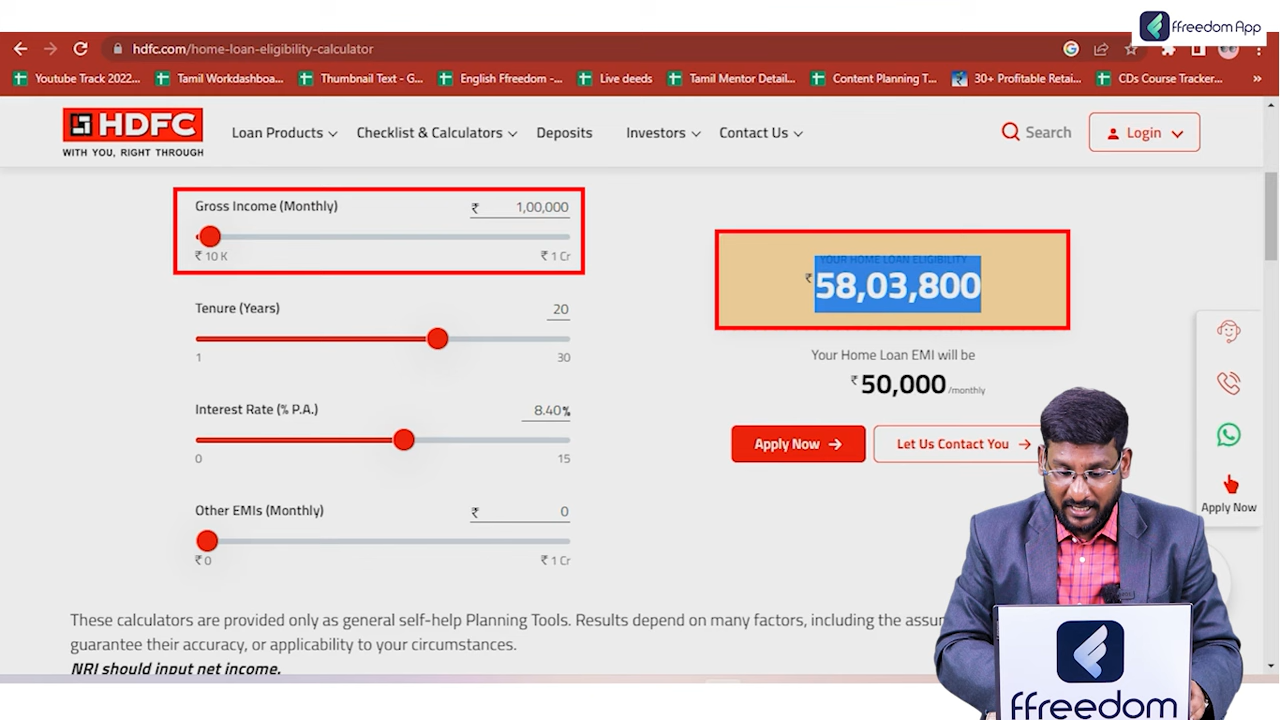 ffreedom App
hdfc.com/home-loan-eligibility-calculator
Youtube Track 2022... Tamil Workdashboa... Thumbnail Text - G... English Ffreedom -... Live deeds Tamil Mentor Detail... Content Planning T... 30+ Profitable Retai... CDs Course Tracker... »
HDFC
WITH YOU, RIGHT THROUGH
Loan Products Checklist & Calculators Deposits Investors Contact Us Search Login
Gross Income (Monthly) ₹ 1,00,000
₹ 10 K ₹ 1 Cr
YOUR HOME LOAN ELIGIBILITY
₹ 58,03,800
Tenure (Years) 20
1 30
Your Home Loan EMI will be
₹ 50,000 /monthly
Interest Rate (% P.A.) 8.40%
0 15
Apply Now → Let Us Contact You →
Apply Now
Other EMIs (Monthly) ₹ 0
₹ 0 ₹ 1 Cr
These calculators are provided only as general self-help Planning Tools. Results depend on many factors, including the
guarantee their accuracy, or applicability to your circumstances.
NRI should input net income.
ffreedom